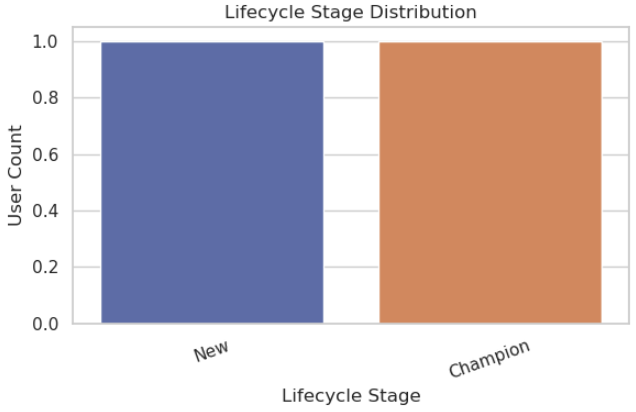 Lifecycle Stage Distribution
1.0
0.8
0.6
0.4
0.2
0.0
User Count
New
Champion
Lifecycle Stage